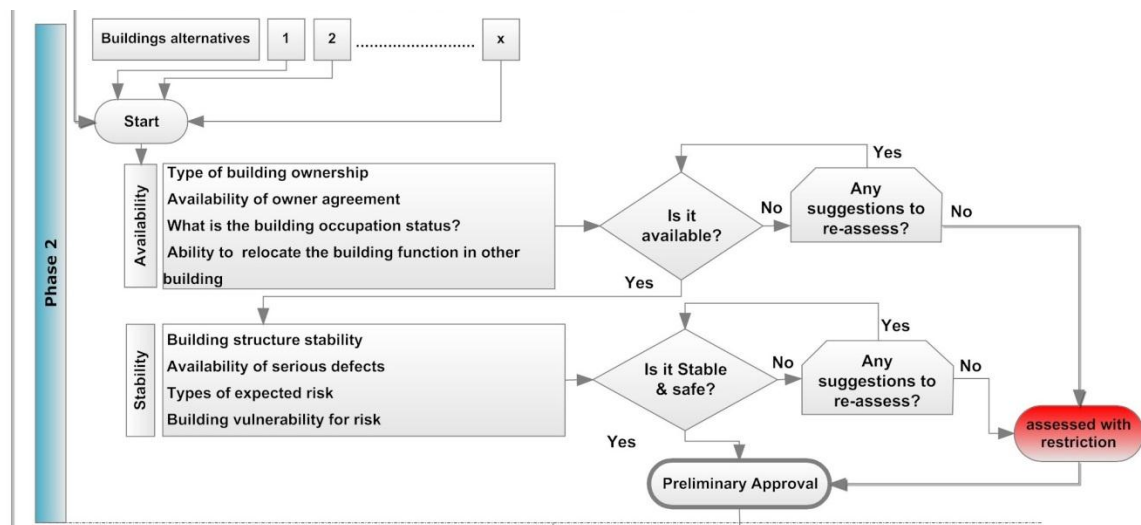 Buildings alternatives 1 2 ........................ x
Start
Phase 2
Availability
Type of building ownership
Availability of owner agreement
What is the building occupation status?
Ability to relocate the building function in other
building
Is it
available?
No
Yes
Any
suggestions to
re-assess?
Yes
No
Stability
Building structure stability
Availability of serious defects
Types of expected risk
Building vulnerability for risk
Is it Stable
& safe?
No
Yes
Any
suggestions to
re-assess?
Yes
No
assessed with
restriction
Preliminary Approval